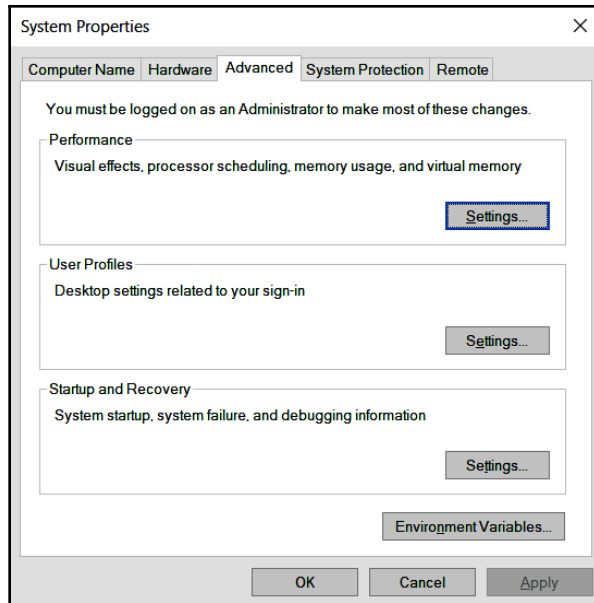 System Properties
Computer Name Hardware Advanced System Protection Remote
You must be logged on as an Administrator to make most of these changes.
Performance
Visual effects, processor scheduling, memory usage, and virtual memory
Settings...
User Profiles
Desktop settings related to your sign-in
Settings...
Startup and Recovery
System startup, system failure, and debugging information
Settings...
Environment Variables...
OK Cancel Apply